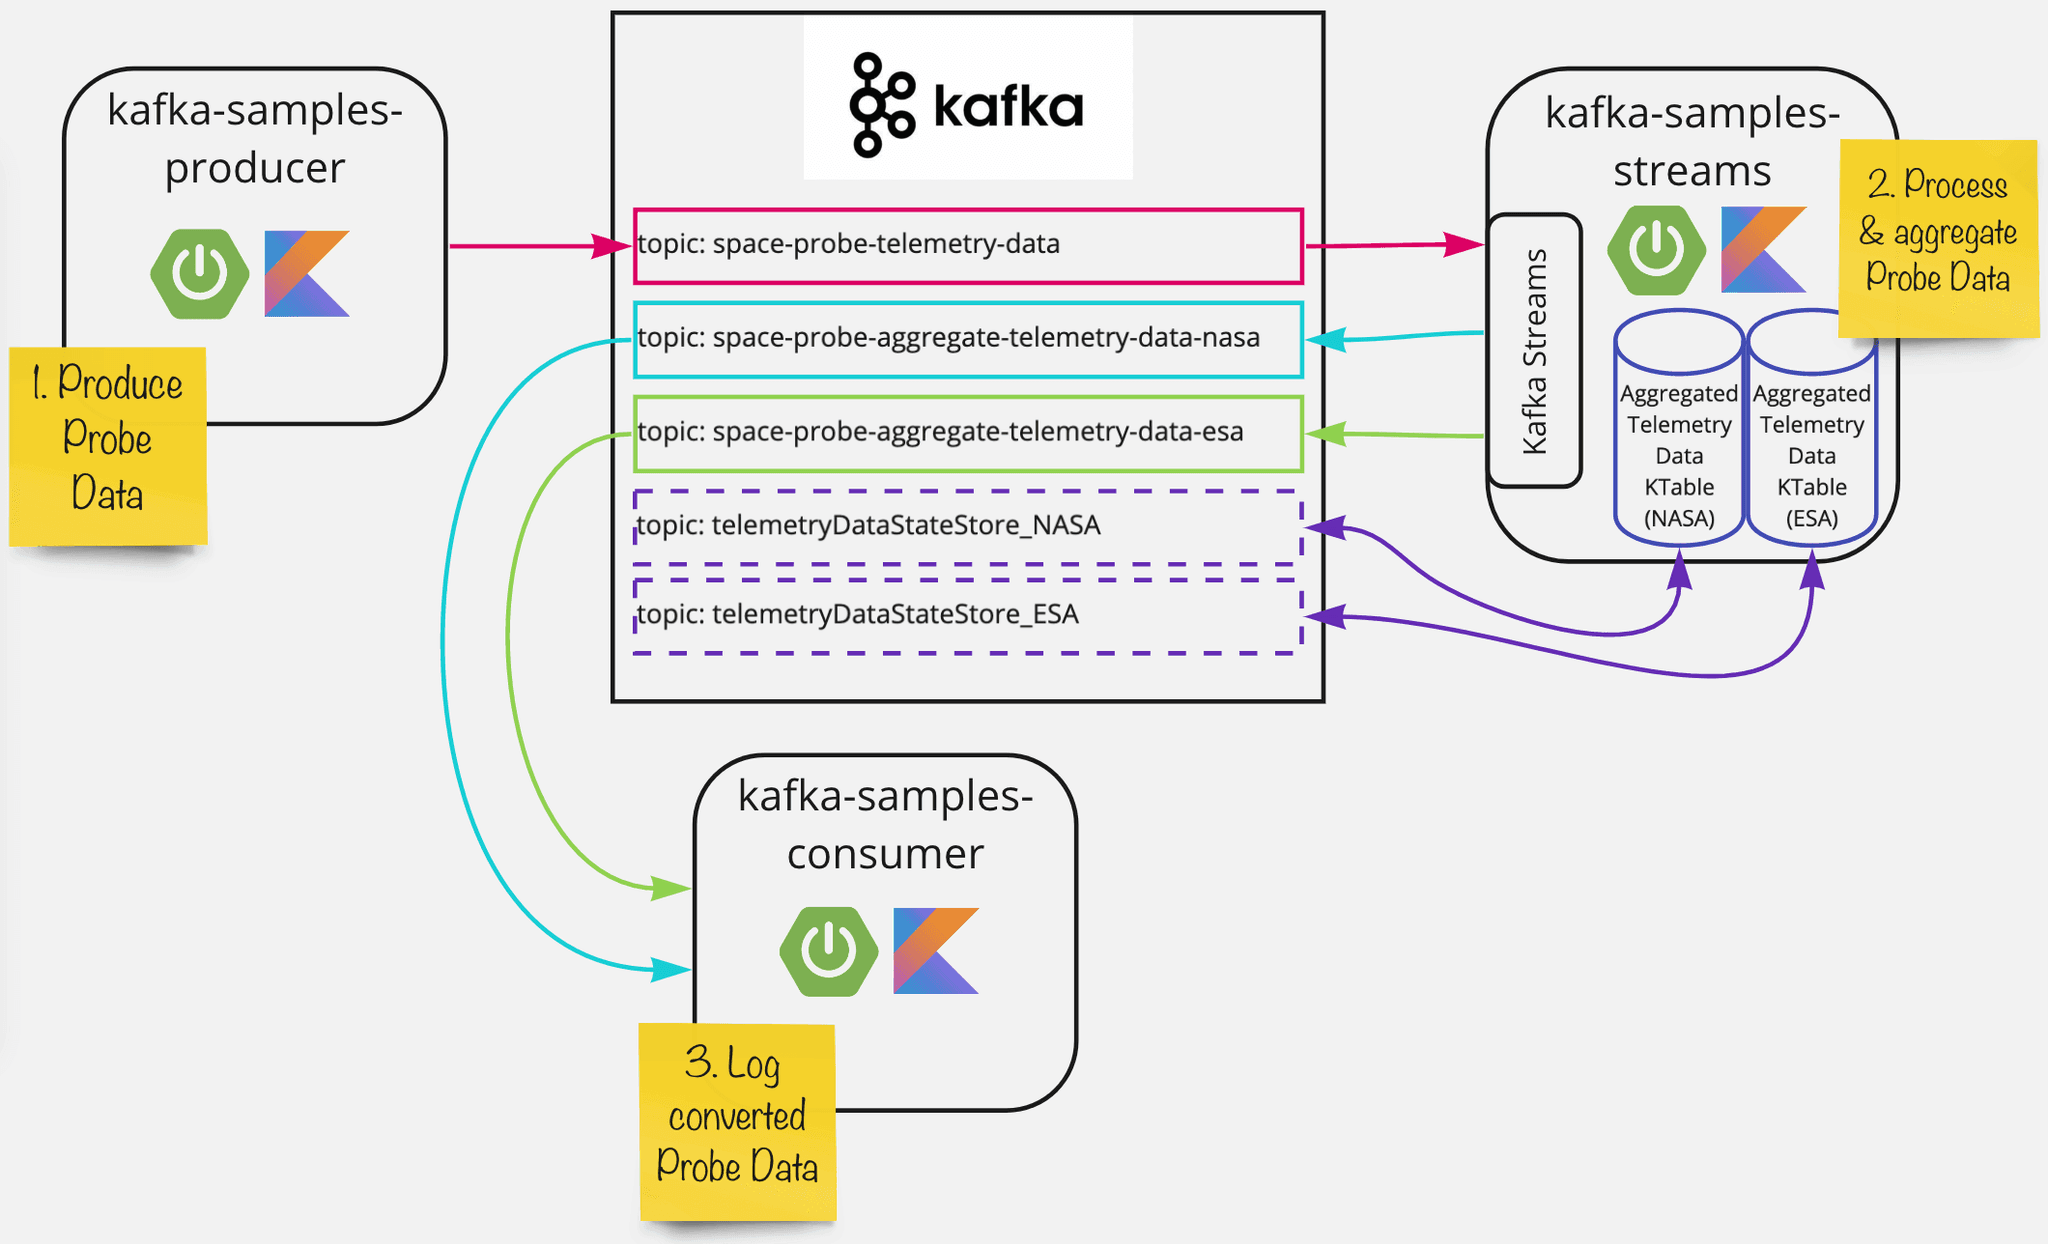 kafka-samples-
producer
1. Produce
Probe
Data
kafka
topic: space-probe-telemetry-data
topic: space-probe-aggregate-telemetry-data-nasa
topic: space-probe-aggregate-telemetry-data-esa
topic: telemetryDataStateStore_NASA
topic: telemetryDataStateStore_ESA
kafka-samples-
streams
2. Process
& aggregate
Probe Data
Kafka Streams
Aggregated
Telemetry
Data
KTable
(NASA)
Aggregated
Telemetry
Data
KTable
(ESA)
kafka-samples-
consumer
3. Log
converted
Probe Data